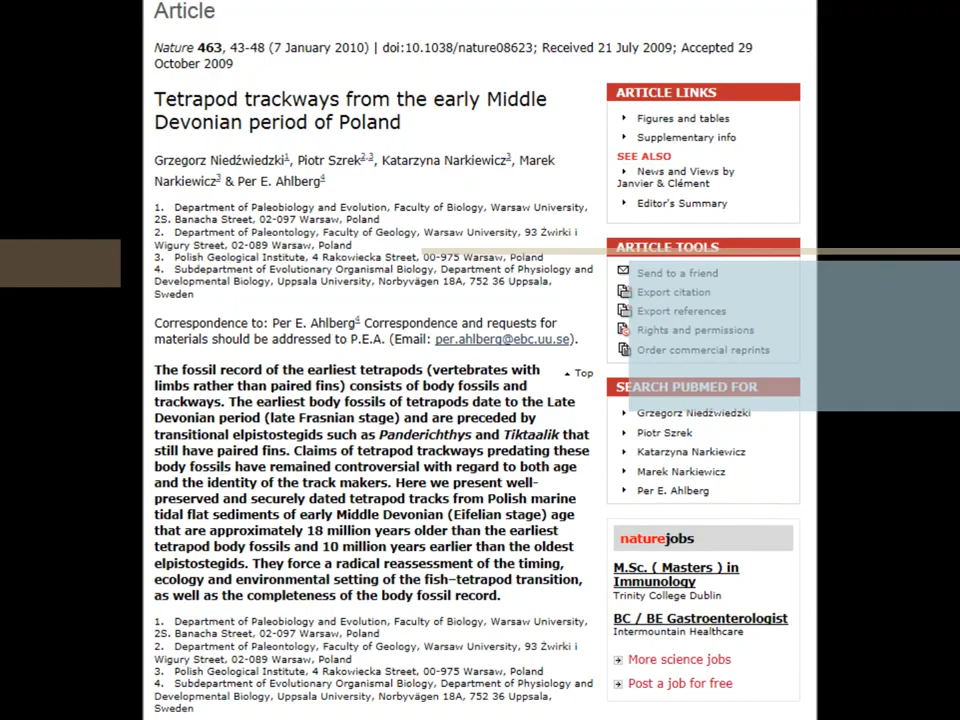 Article
Nature 463, 43-48 (7 January 2010) | doi:10.1038/nature08623; Received 21 July 2009; Accepted 29
October 2009
Tetrapod trackways from the early Middle
Devonian period of Poland
Grzegorz Niedźwiedzki1, Piotr Szrek2,3, Katarzyna Narkiewicz3, Marek
Narkiewicz3 & Per E. Ahlberg4
1. Department of Paleobiology and Evolution, Faculty of Biology, Warsaw University,
2S. Banacha Street, 02-097 Warsaw, Poland
2. Department of Paleontology, Faculty of Geology, Warsaw University, 93 Żwirki i
Wigury Street, 02-089 Warsaw, Poland
3. Polish Geological Institute, 4 Rakowiecka Street, 00-975 Warsaw, Poland
4. Subdepartment of Evolutionary Organismal Biology, Department of Physiology and
Developmental Biology, Uppsala University, Norbyvägen 18A, 752 36 Uppsala,
Sweden
Correspondence to: Per E. Ahlberg4 Correspondence and requests for
materials should be addressed to P.E.A. (Email: per.ahlberg@ebc.uu.se).
Top
The fossil record of the earliest tetrapods (vertebrates with
limbs rather than paired fins) consists of body fossils and
trackways. The earliest body fossils of tetrapods date to the Late
Devonian period (late Frasnian stage) and are preceded by
transitional elpistostegids such as Panderichthys and Tiktaalik that
still have paired fins. Claims of tetrapod trackways predating these
body fossils have remained controversial with regard to both age
and the identity of the track makers. Here we present well-
preserved and securely dated tetrapod tracks from Polish marine
tidal flat sediments of early Middle Devonian (Eifelian stage) age
that are approximately 18 million years older than the earliest
tetrapod body fossils and 10 million years earlier than the oldest
elpistostegids. They force a radical reassessment of the timing,
ecology and environmental setting of the fish–tetrapod transition,
as well as the completeness of the body fossil record.
1. Department of Paleobiology and Evolution, Faculty of Biology, Warsaw University,
2S. Banacha Street, 02-097 Warsaw, Poland
2. Department of Paleontology, Faculty of Geology, Warsaw University, 93 Żwirki i
Wigury Street, 02-089 Warsaw, Poland
3. Polish Geological Institute, 4 Rakowiecka Street, 00-975 Warsaw, Poland
4. Subdepartment of Evolutionary Organismal Biology, Department of Physiology and
Developmental Biology, Uppsala University, Norbyvägen 18A, 752 36 Uppsala,
Sweden
ARTICLE LINKS
Figures and tables
Supplementary info
SEE ALSO
News and Views by
Janvier & Clément
Editor's Summary
ARTICLE TOOLS
Send to a friend
Export citation
Export references
Rights and permissions
Order commercial reprints
SEARCH PUBMED FOR
Grzegorz Niedźwiedzki
Piotr Szrek
Katarzyna Narkiewicz
Marek Narkiewicz
Per E. Ahlberg
naturejobs
M.Sc. ( Masters ) in
Immunology
Trinity College Dublin
BC / BE Gastroenterologist
Intermountain Healthcare
More science jobs
Post a job for free